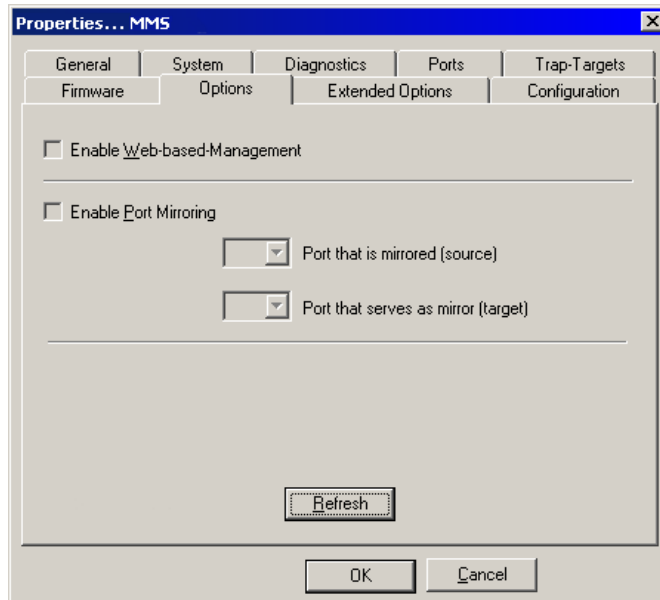 Properties... MMS
General System Diagnostics Ports Trap-Targets
Firmware Options Extended Options Configuration
Enable Web-based-Management
Enable Port Mirroring
Port that is mirrored (source)
Port that serves as mirror (target)
Refresh
OK Cancel